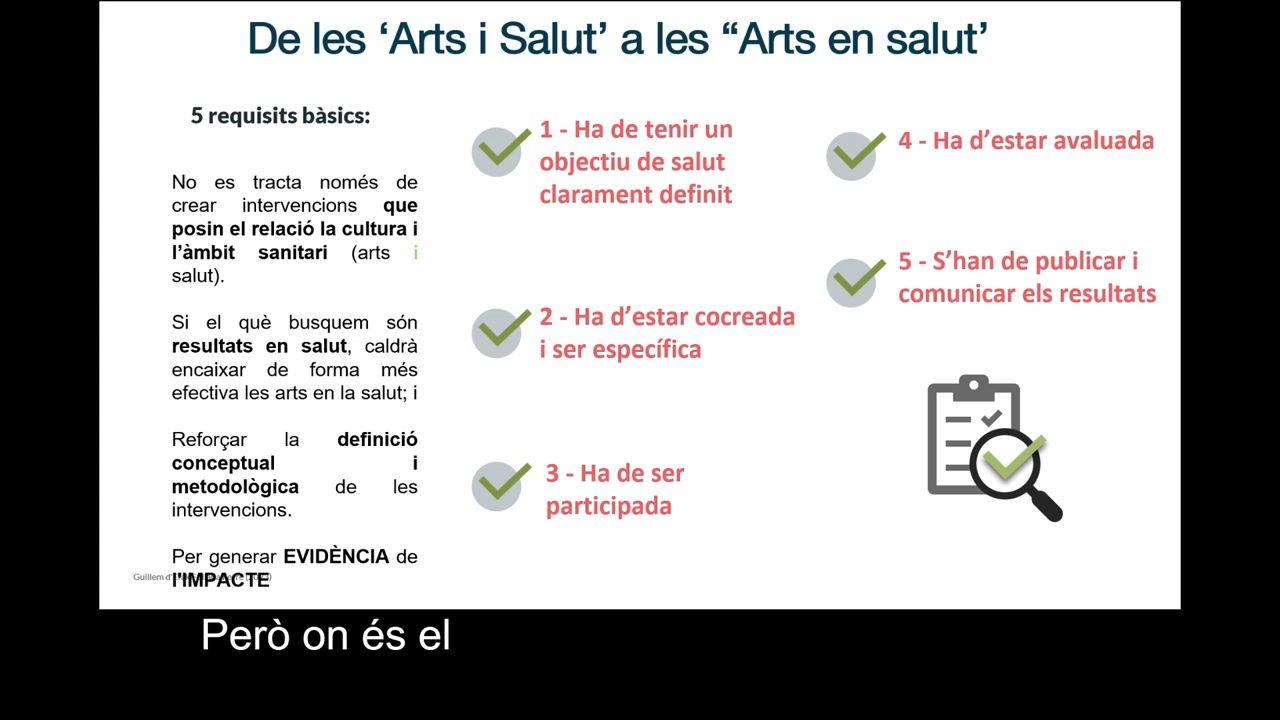 De les ‘Arts i Salut’ a les “Arts en salut’
5 requisits bàsics:
No es tracta només de
crear intervencions que
posin el relació la cultura i
l’àmbit sanitari (arts i
salut).
Si el què busquem són
resultats en salut, caldrà
encaixar de forma més
efectiva les arts en la salut; i
Reforçar la definició
conceptual i
metodològica de les
intervencions.
Per generar EVIDÈNCIA de
l’IMPACTE
Guillem
1 - Ha de tenir un
objectiu de salut
clarament definit
2 - Ha d’estar cocreada
i ser específica
3 - Ha de ser
participada
4 - Ha d’estar avaluada
5 - S’han de publicar i
comunicar els resultats
Però on és el